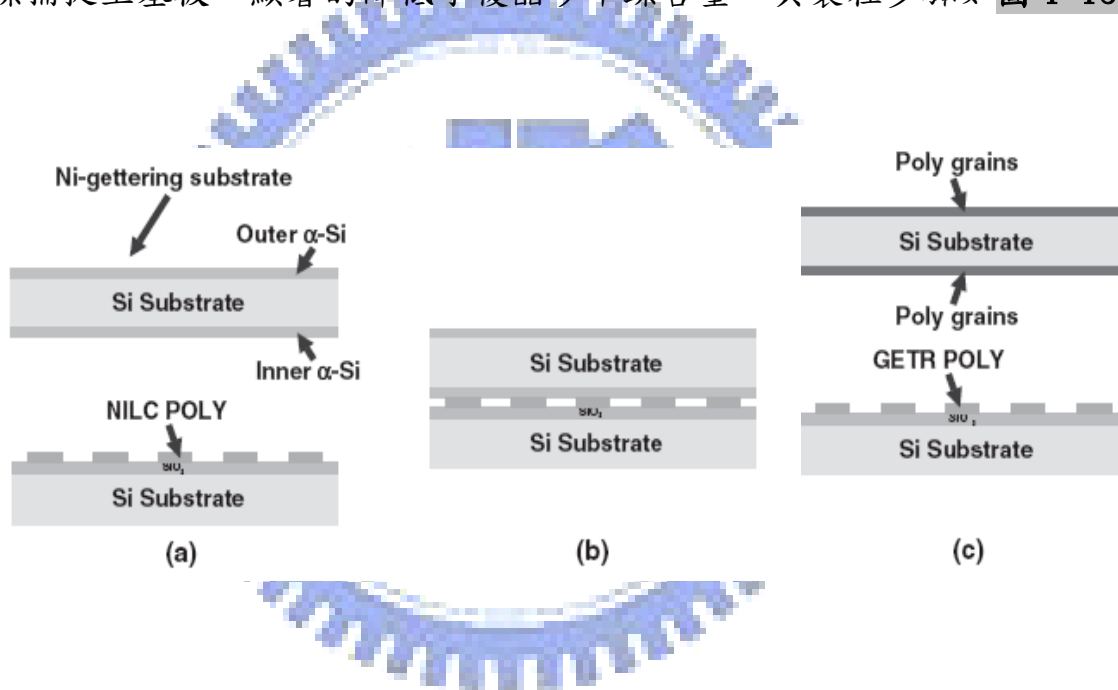 Ni-gettering substrate
Outer α-Si
Si Substrate
Inner α-Si
NILC POLY
SiO₂
Si Substrate
(a)
Si Substrate
SiO₂
Si Substrate
(b)
Poly grains
Si Substrate
Poly grains
GETR POLY
SiO₂
Si Substrate
(c)